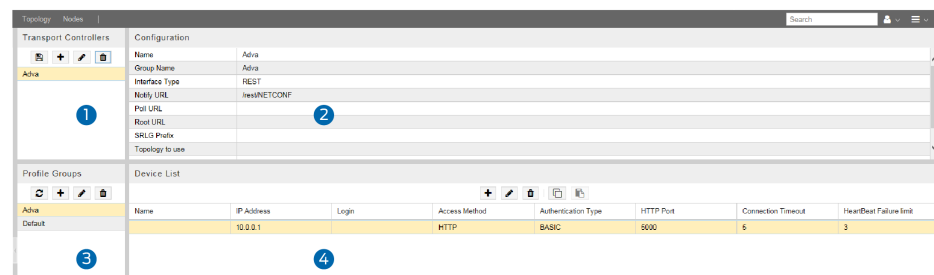 Topology Nodes |
Search
Transport Controllers
Adva
1
Configuration
Name Adva
Group Name Adva
Interface Type REST
Notify URL /rest/NETCONF
Poll URL
Root URL
SRLG Prefix
Topology to use
2
Profile Groups
Adva
Default
3
Device List
Name IP Address Login Access Method Authentication Type HTTP Port Connection Timeout HeartBeat Failure limit
10.0.0.1 HTTP BASIC 5000 5 3
4